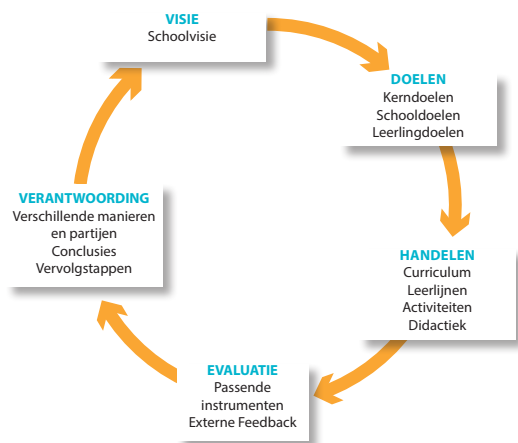 VISIE
Schoolvisie
DOELEN
Kerndoelen
Schooldoelen
Leerlingdoelen
HANDELEN
Curriculum
Leerlijnen
Activiteiten
Didactiek
EVALUATIE
Passende
instrumenten
Externe Feedback
VERANTWOORDING
Verschillende manieren
en partijen
Conclusies
Vervolgstappen